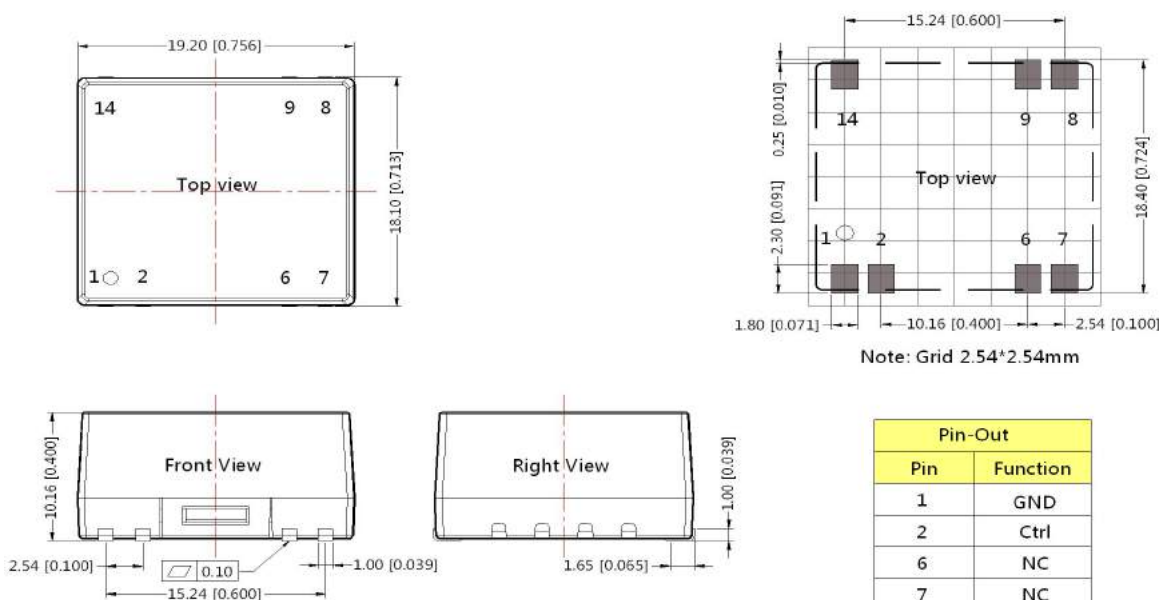 19.20 [0.756]
14
9
8
Top view
18.10 [0.713]
1
2
6
7
15.24 [0.600]
0.25 [0.010]
14
9
8
Top view
18.40 [0.724]
2.30 [0.091]
1
2
6
7
1.80 [0.071]
10.16 [0.400]
2.54 [0.100]
Note: Grid 2.54*2.54mm
10.16 [0.400]
Front View
2.54 [0.100]
0.10
1.00 [0.039]
15.24 [0.600]
Right View
1.00 [0.039]
1.65 [0.065]
Pin-Out
Pin Function
1 GND
2 Ctrl
6 NC
7 NC